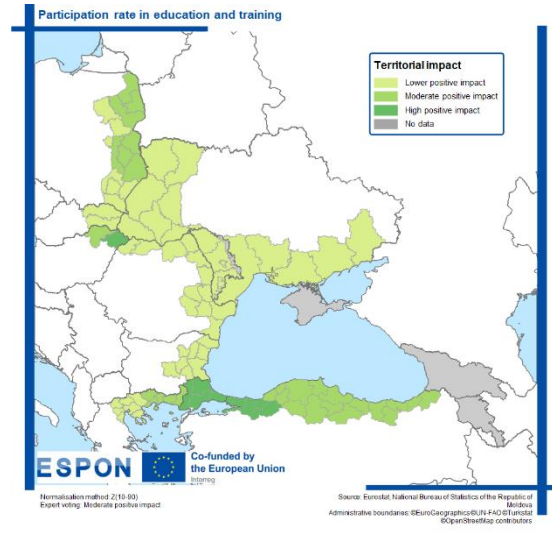 Participation rate in education and training
Territorial impact
Lower positive impact
Moderate positive impact
High positive impact
No data
ESPON
Co-funded by
the European Union
Interreg
Normalisation method: Z(10-90)
Expert voting: Moderate positive impact
Source: Eurostat, National Bureau of Statistics of the Republic of
Moldova
Administrative boundaries: ©EuroGeographics ©UN-FAO ©Turkstat
©OpenStreetMap contributors